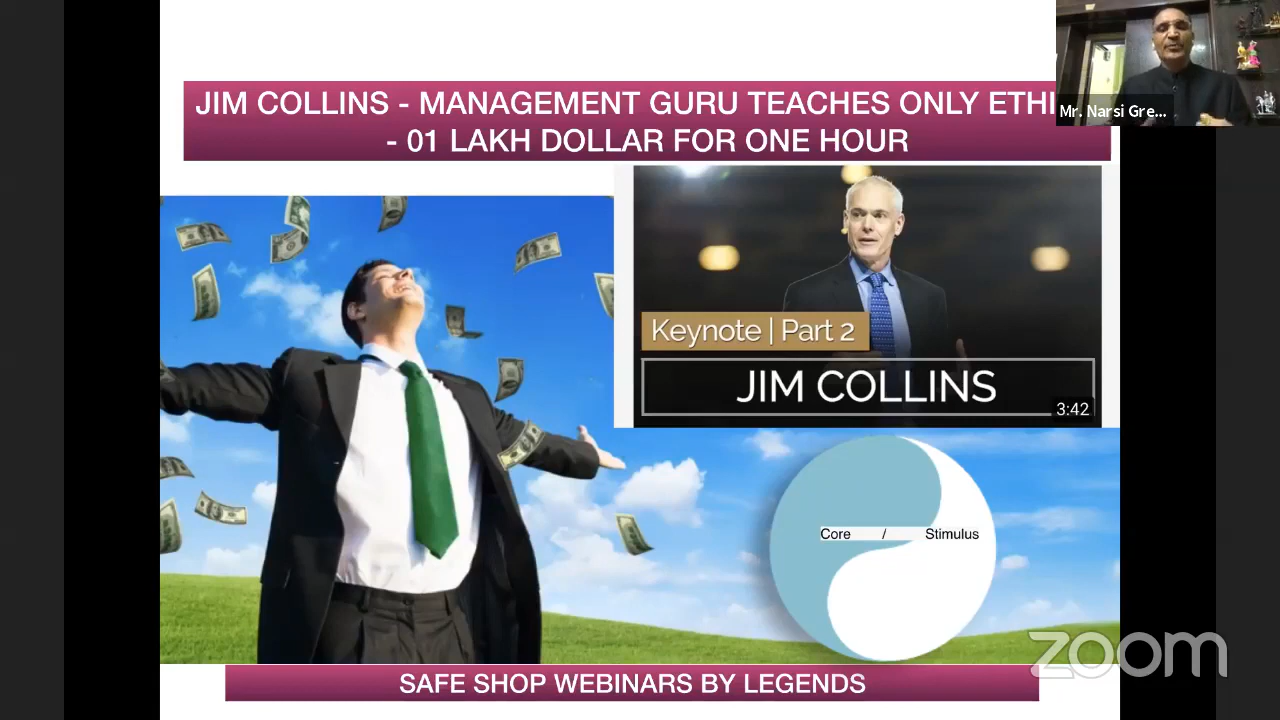 JIM COLLINS - MANAGEMENT GURU TEACHES ONLY
- 01 LAKH DOLLAR FOR ONE HOUR
Mr. Narsi Gre...
Keynote | Part 2
JIM COLLINS
3:42
Core / Stimulus
zoom
SAFE SHOP WEBINARS BY LEGENDS